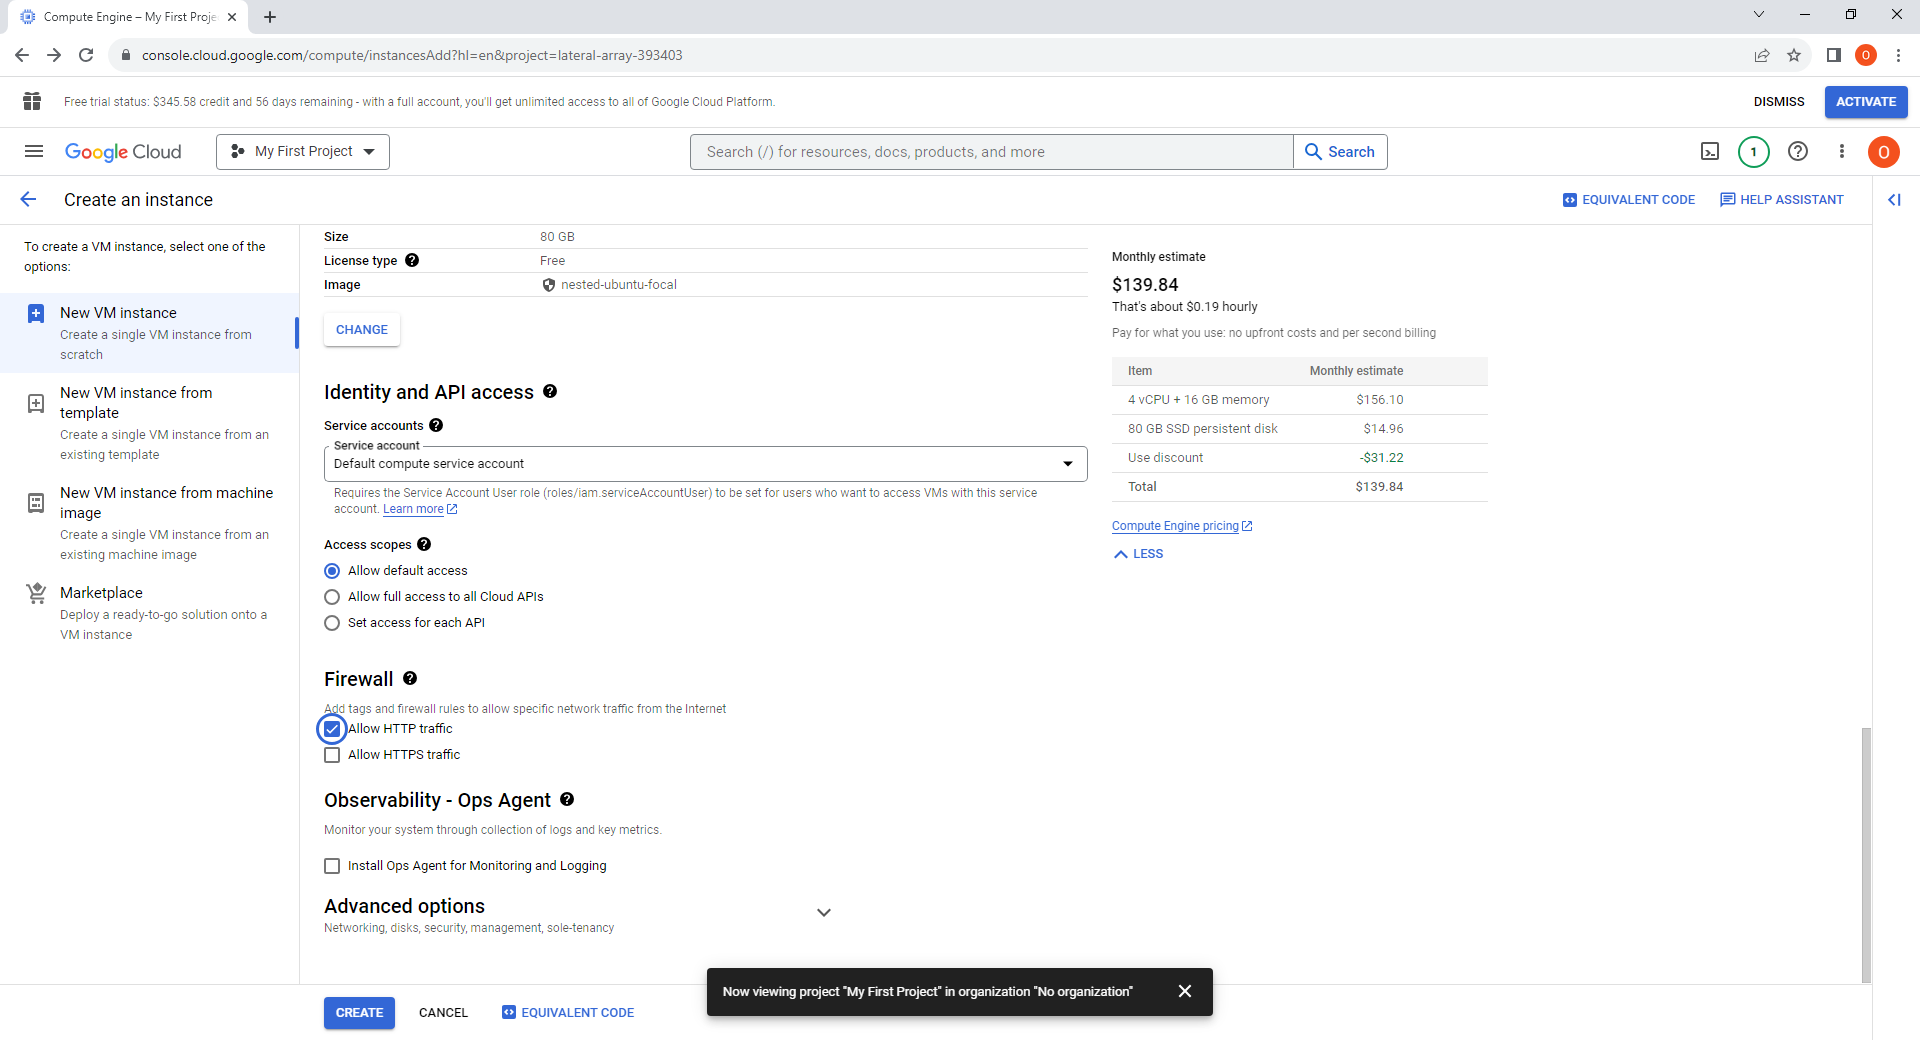 Compute Engine – My First Proje
console.cloud.google.com/compute/instancesAdd?hl=en&project=lateral-array-393403
O
Free trial status: $345.58 credit and 56 days remaining - with a full account, you'll get unlimited access to all of Google Cloud Platform.
DISMISS
ACTIVATE
Google Cloud
My First Project
Search (/) for resources, docs, products, and more
Search
1
O
Create an instance
EQUIVALENT CODE
HELP ASSISTANT
To create a VM instance, select one of the
options:
New VM instance
Create a single VM instance from
scratch
New VM instance from
template
Create a single VM instance from an
existing template
New VM instance from machine
image
Create a single VM instance from an
existing machine image
Marketplace
Deploy a ready-to-go solution onto a
VM instance
Size
80 GB
License type
Free
Image
nested-ubuntu-focal
CHANGE
Identity and API access
Service accounts
Service account
Default compute service account
Requires the Service Account User role (roles/iam.serviceAccountUser) to be set for users who want to access VMs with this service
account. Learn more
Access scopes
Allow default access
Allow full access to all Cloud APIs
Set access for each API
Firewall
Add tags and firewall rules to allow specific network traffic from the Internet
Allow HTTP traffic
Allow HTTPS traffic
Observability - Ops Agent
Monitor your system through collection of logs and key metrics.
Install Ops Agent for Monitoring and Logging
Advanced options
Networking, disks, security, management, sole-tenancy
Monthly estimate
$139.84
That's about $0.19 hourly
Pay for what you use: no upfront costs and per second billing
Item Monthly estimate
4 vCPU + 16 GB memory $156.10
80 GB SSD persistent disk $14.96
Use discount -$31.22
Total $139.84
Compute Engine pricing
LESS
CREATE
CANCEL
EQUIVALENT CODE
Now viewing project "My First Project" in organization "No organization"